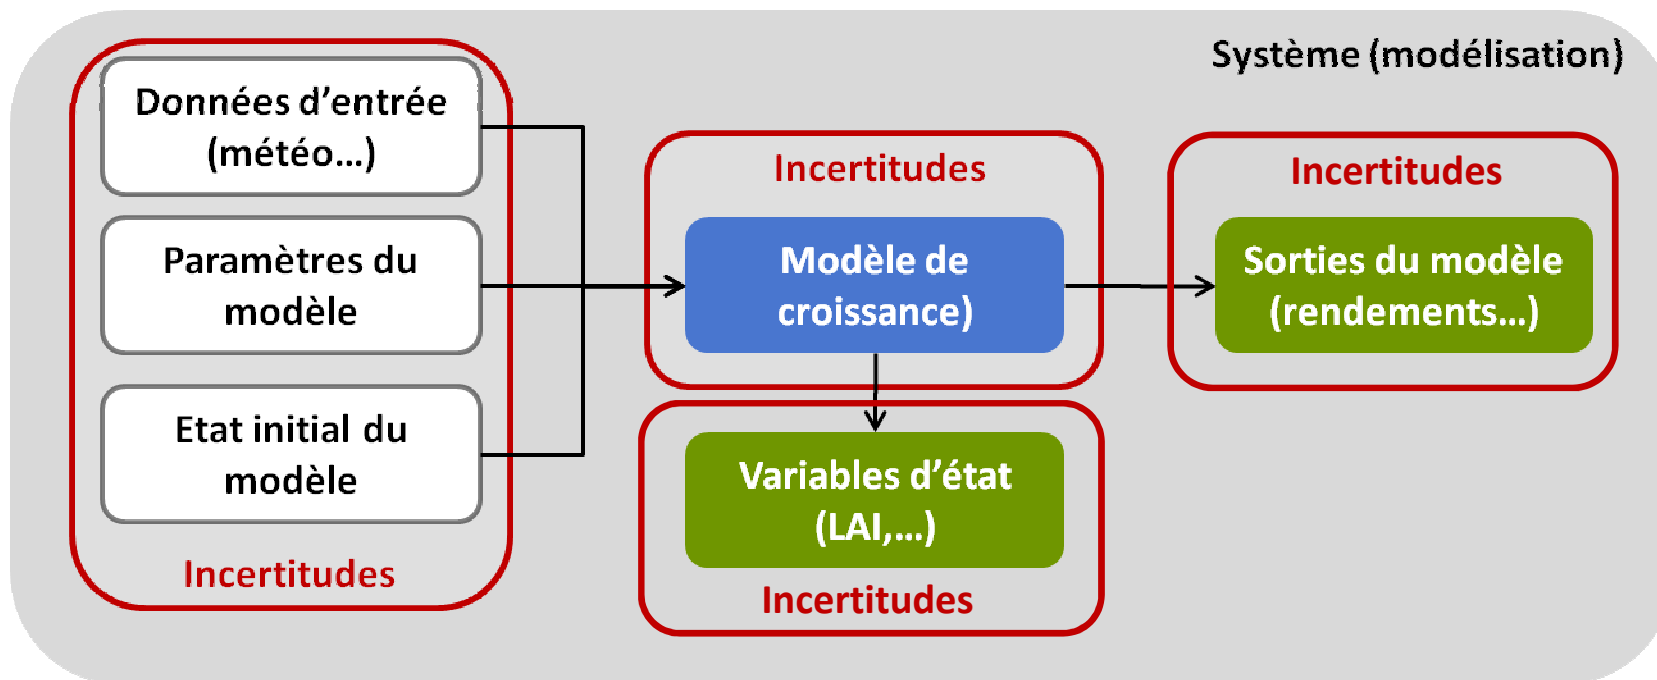 Système (modélisation)
Données d’entrée
(météo…)
Paramètres du
modèle
Etat initial du
modèle
Incertitudes
Incertitudes
Modèle de
croissance)
Variables d’état
(LAI,…)
Incertitudes
Incertitudes
Sorties du modèle
(rendements…)